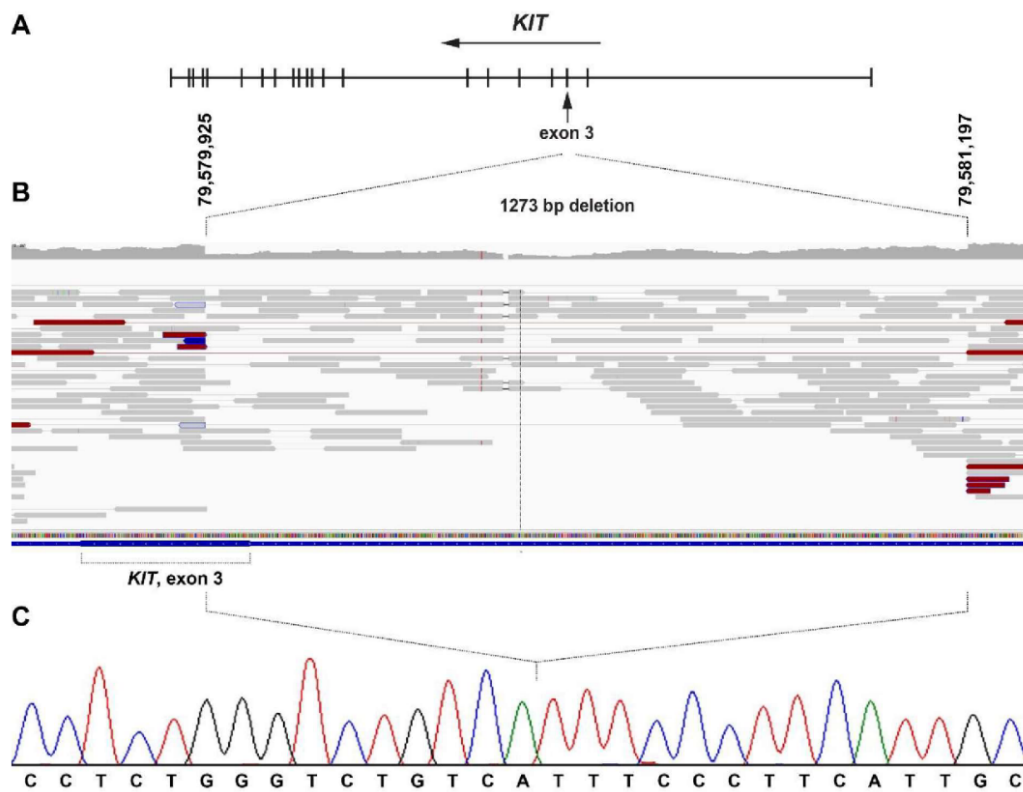 A
KIT
exon 3
79,579,925
79,581,197
B
1273 bp deletion
KIT, exon 3
C
C C T C T G G G T C T G T C A T T T C C C T T C A T T G C